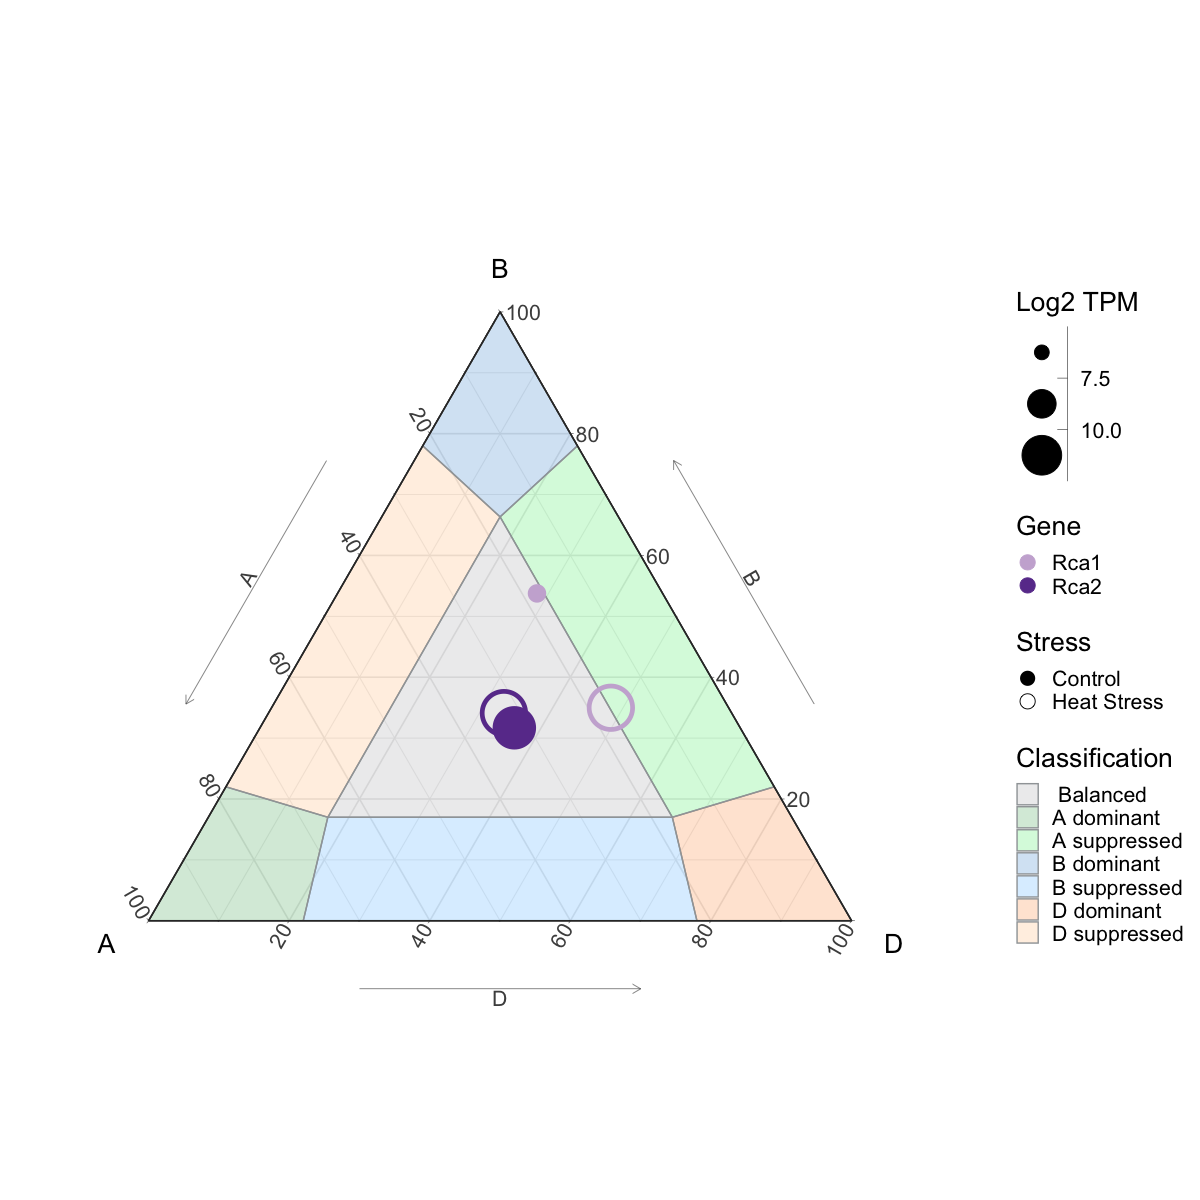 B
100
80
60
40
20
20
40
60
80
100
A
B
A
D
20
40
60
80
100
D
Log2 TPM
7.5
10.0
Gene
Rca1
Rca2
Stress
Control
Heat Stress
Classification
Balanced
A dominant
A suppressed
B dominant
B suppressed
D dominant
D suppressed